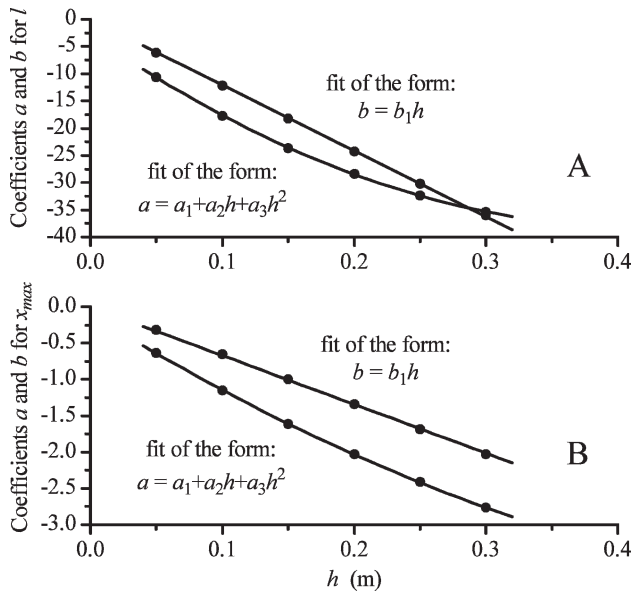 Coefficients a and b for l
0
-5
-10
-15
-20
-25
-30
-35
-40
fit of the form:
b = b₁h
A
fit of the form:
a = a₁+a₂h+a₃h²
0.0
0.1
0.2
0.3
0.4
Coefficients a and b for xmax
0.0
-0.5
-1.0
-1.5
-2.0
-2.5
-3.0
fit of the form:
b = b₁h
B
fit of the form:
a = a₁+a₂h+a₃h²
0.0
0.1
0.2
0.3
0.4
h (m)